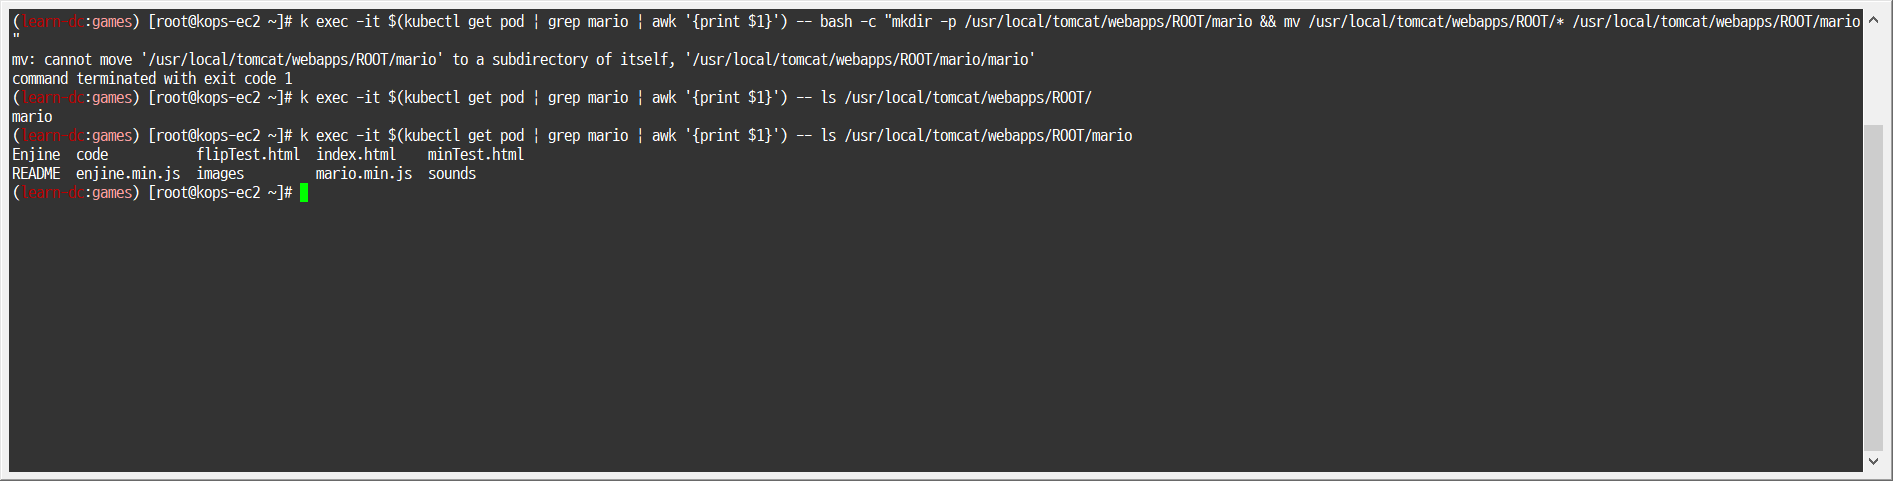 (learn-dc:games) [root@kops-ec2 ~]# k exec -it $(kubectl get pod | grep mario | awk '{print $1}') -- bash -c "mkdir -p /usr/local/tomcat/webapps/ROOT/mario && mv /usr/local/tomcat/webapps/ROOT/* /usr/local/tomcat/webapps/ROOT/mario
"
mv: cannot move '/usr/local/tomcat/webapps/ROOT/mario' to a subdirectory of itself, '/usr/local/tomcat/webapps/ROOT/mario/mario'
command terminated with exit code 1
(learn-dc:games) [root@kops-ec2 ~]# k exec -it $(kubectl get pod | grep mario | awk '{print $1}') -- ls /usr/local/tomcat/webapps/ROOT/
mario
(learn-dc:games) [root@kops-ec2 ~]# k exec -it $(kubectl get pod | grep mario | awk '{print $1}') -- ls /usr/local/tomcat/webapps/ROOT/mario
Enjine  code           flipTest.html  index.html    minTest.html
README  enjine.min.js  images         mario.min.js  sounds
(learn-dc:games) [root@kops-ec2 ~]#